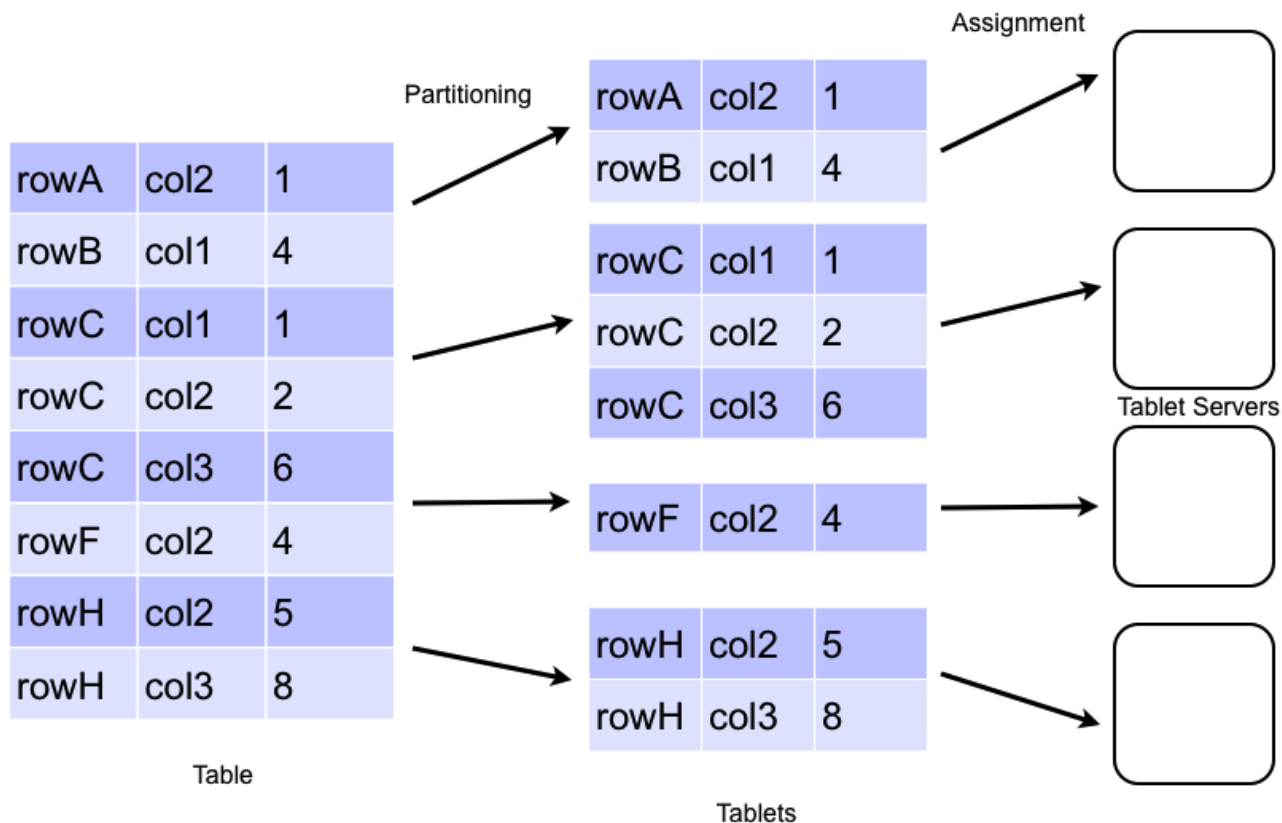 Assignment
Partitioning
rowA col2 1
rowB col1 4
rowC col1 1
rowC col2 2
rowC col3 6
rowF col2 4
rowH col2 5
rowH col3 8
Table
rowA col2 1
rowB col1 4
rowC col1 1
rowC col2 2
rowC col3 6
rowF col2 4
rowH col2 5
rowH col3 8
Tablets
Tablet Servers